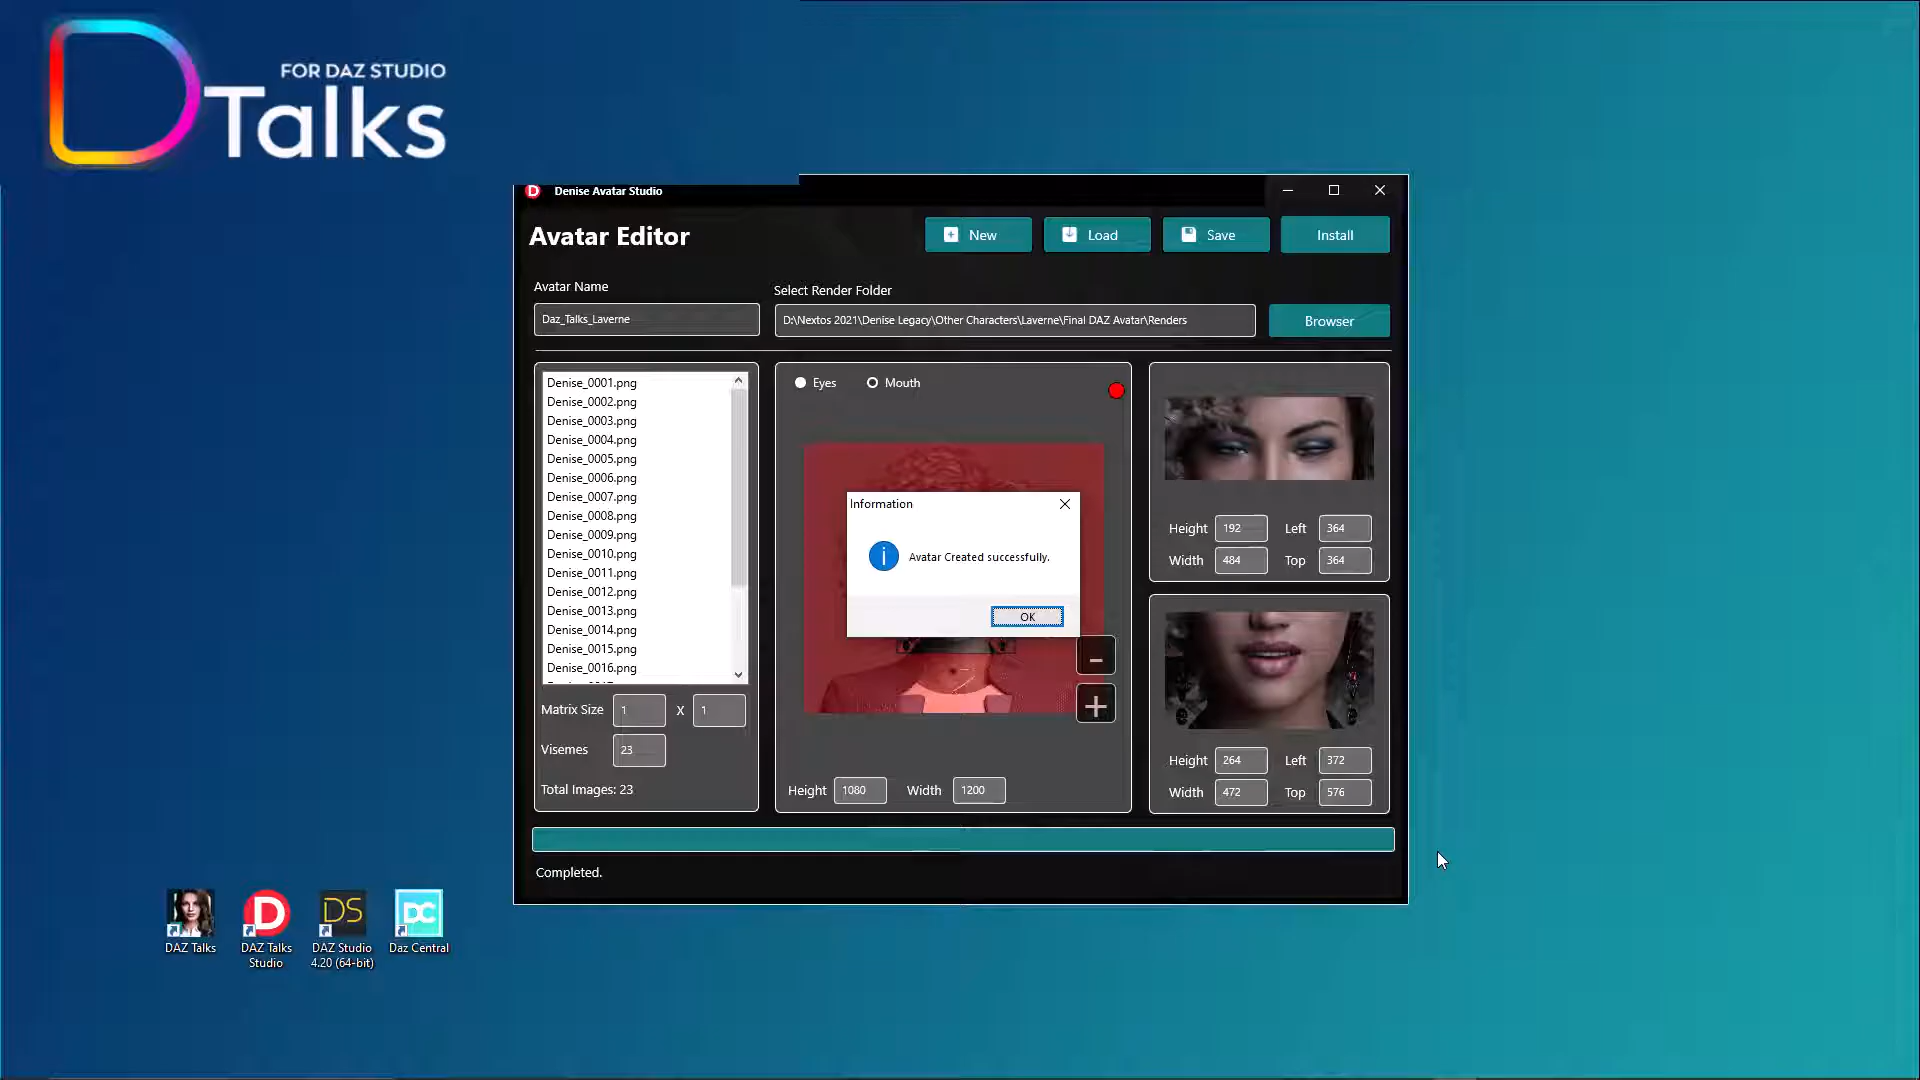 FOR DAZ STUDIO
DTalks
Denise Avatar Studio
Avatar Editor
New
Load
Save
Install
Avatar Name
Select Render Folder
Daz_Talks_Laverne
D:\Nextos 2021\Denise Legacy\Other Characters\Laverne\Final DAZ Avatar\Renders
Browser
Denise_0001.png
Denise_0002.png
Denise_0003.png
Denise_0004.png
Denise_0005.png
Denise_0006.png
Denise_0007.png
Denise_0008.png
Denise_0009.png
Denise_0010.png
Denise_0011.png
Denise_0012.png
Denise_0013.png
Denise_0014.png
Denise_0015.png
Denise_0016.png
Matrix Size 1 X 1
Visemes 23
Total Images: 23
Eyes Mouth
Information
Avatar Created successfully.
OK
-
+
Height 1080 Width 1200
Height 192 Left 364
Width 484 Top 364
Height 264 Left 372
Width 472 Top 576
Completed.
DAZ Talks
DAZ Talks
Studio
DS
DAZ Studio
4.20 (64-bit)
DC
Daz Central